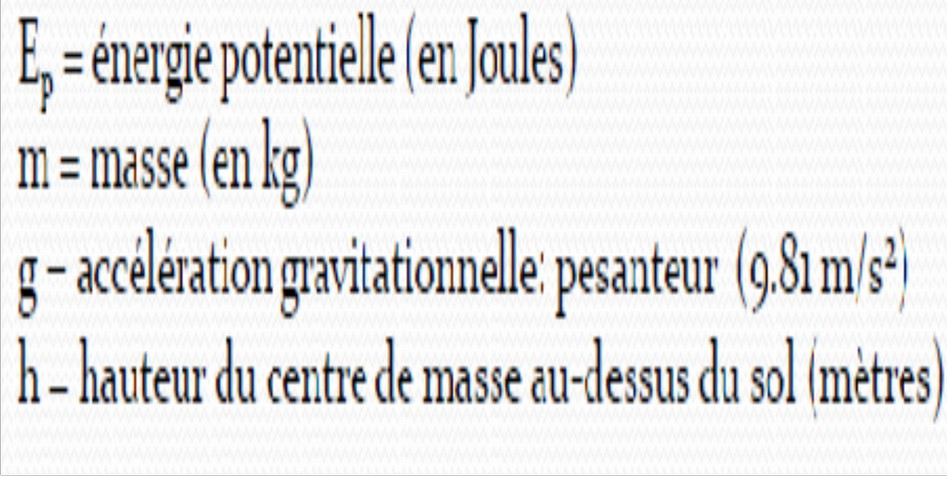 Eₚ = énergie potentielle (en Joules)
m = masse (en kg)
g – accélération gravitationnelle: pesanteur (9.81 m/s²)
h – hauteur du centre de masse au-dessus du sol (mètres)